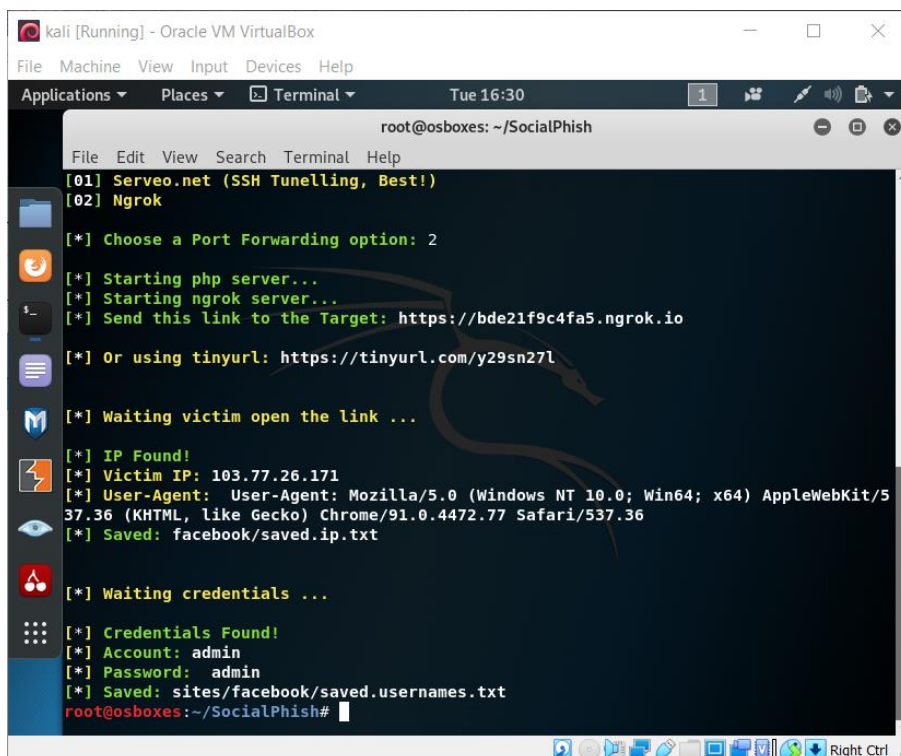 kali [Running] - Oracle VM VirtualBox
File Machine View Input Devices Help
Applications Places Terminal Tue 16:30 1
root@osboxes: ~/SocialPhish
File Edit View Search Terminal Help
[01] Serveo.net (SSH Tunelling, Best!)
[02] Ngrok
[*] Choose a Port Forwarding option: 2
[*] Starting php server...
[*] Starting ngrok server...
[*] Send this link to the Target: https://bde21f9c4fa5.ngrok.io
[*] Or using tinyurl: https://tinyurl.com/y29sn27l
[*] Waiting victim open the link ...
[*] IP Found!
[*] Victim IP: 103.77.26.171
[*] User-Agent:  User-Agent: Mozilla/5.0 (Windows NT 10.0; Win64; x64) AppleWebKit/5
37.36 (KHTML, like Gecko) Chrome/91.0.4472.77 Safari/537.36
[*] Saved: facebook/saved.ip.txt
[*] Waiting credentials ...
[*] Credentials Found!
[*] Account: admin
[*] Password:  admin
[*] Saved: sites/facebook/saved.usernames.txt
root@osboxes:~/SocialPhish#
Right Ctrl